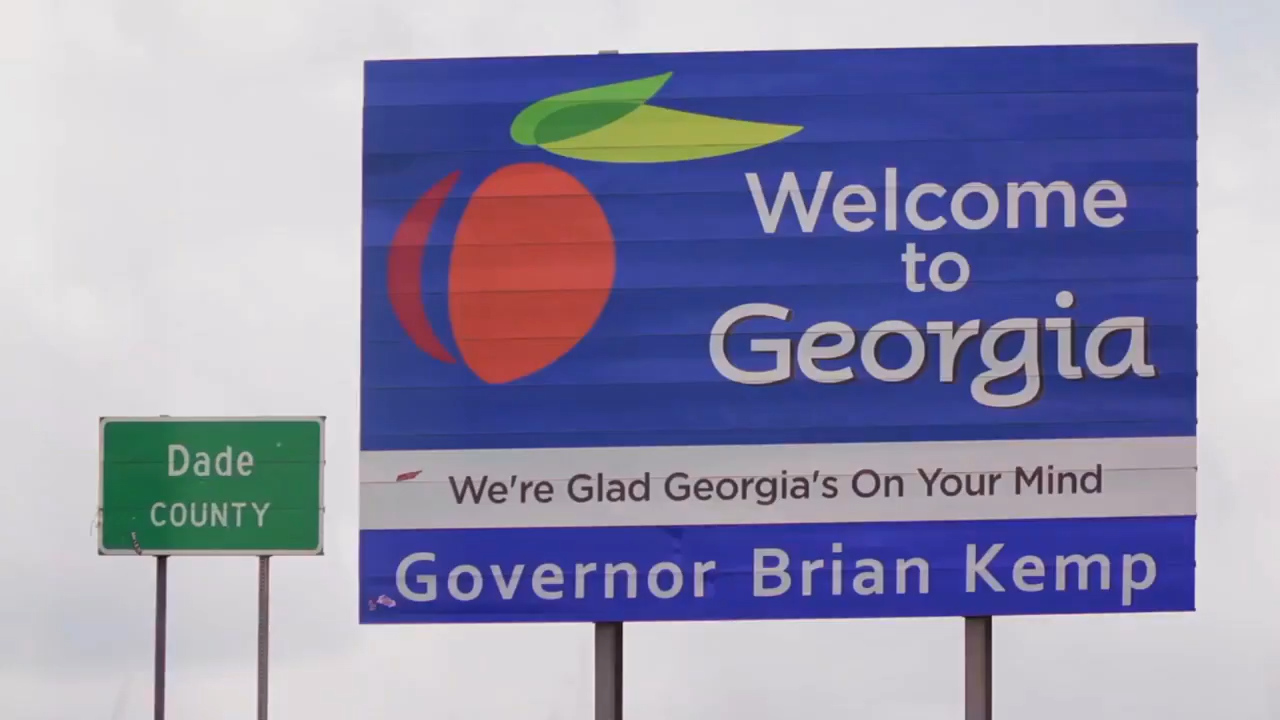 Dade
COUNTY
Welcome
to
Georgia
We're Glad Georgia's On Your Mind
Governor Brian Kemp